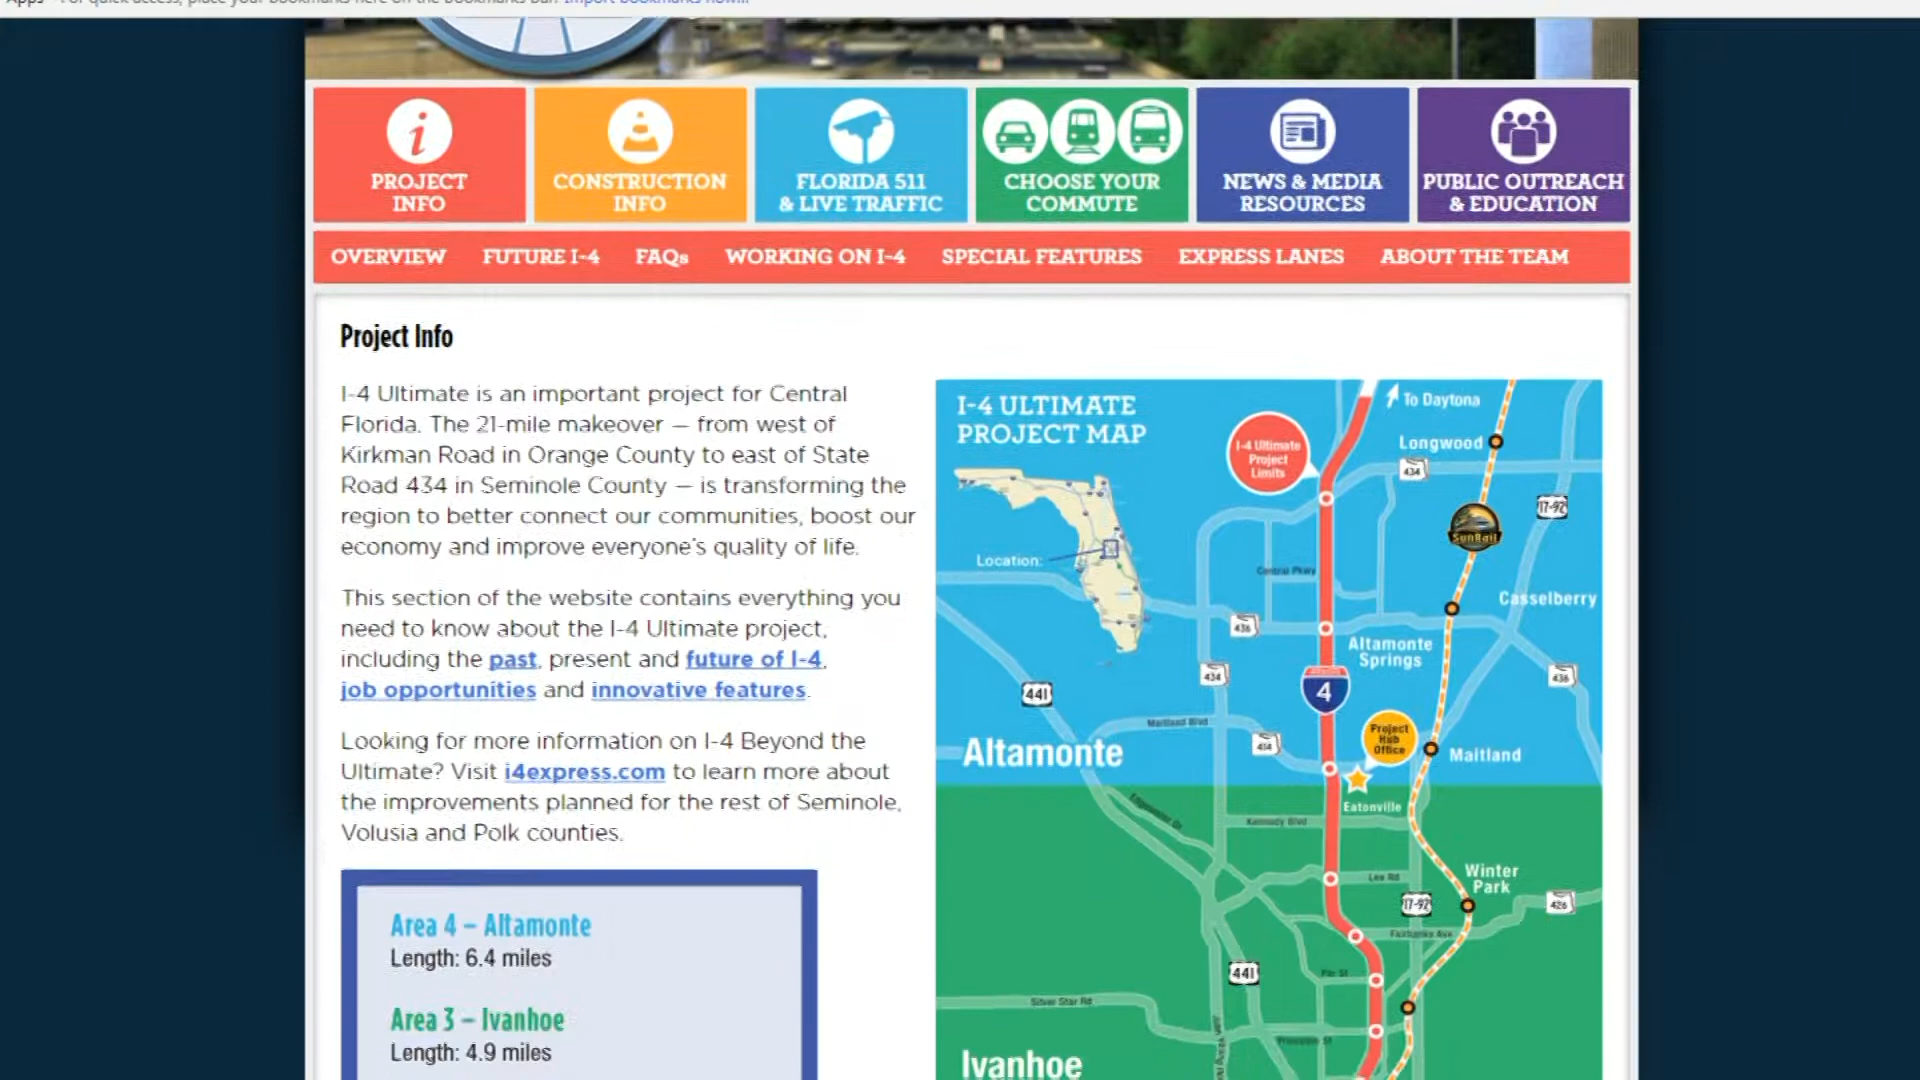 PROJECT
INFO
CONSTRUCTION
INFO
FLORIDA 511
& LIVE TRAFFIC
CHOOSE YOUR
COMMUTE
NEWS & MEDIA
RESOURCES
PUBLIC OUTREACH
& EDUCATION
OVERVIEW FUTURE I-4 FAQs WORKING ON I-4 SPECIAL FEATURES EXPRESS LANES ABOUT THE TEAM
Project Info
I-4 Ultimate is an important project for Central
Florida. The 21-mile makeover – from west of
Kirkman Road in Orange County to east of State
Road 434 in Seminole County – is transforming the
region to better connect our communities, boost our
economy and improve everyone's quality of life.
This section of the website contains everything you
need to know about the I-4 Ultimate project,
including the past, present and future of I-4,
job opportunities and innovative features.
Looking for more information on I-4 Beyond the
Ultimate? Visit i4express.com to learn more about
the improvements planned for the rest of Seminole,
Volusia and Polk counties.
Area 4 – Altamonte
Length: 6.4 miles
Area 3 – Ivanhoe
Length: 4.9 miles
I-4 ULTIMATE
PROJECT MAP
To Daytona
I-4 Ultimate
Project
Limits
Longwood
434
17-92
SunRail
Location:
Central Pkwy
Casselberry
436
Altamonte
Springs
434
436
441
4
Maitland Blvd
414
Project
Hub
Office
Altamonte
Maitland
Eatonville
Edgewater Dr
Kennedy Blvd
Lee Rd
Winter
Park
17-92
426
Fairbanks Ave
Par St
441
Silver Star Rd
Princeton St
Ivanhoe